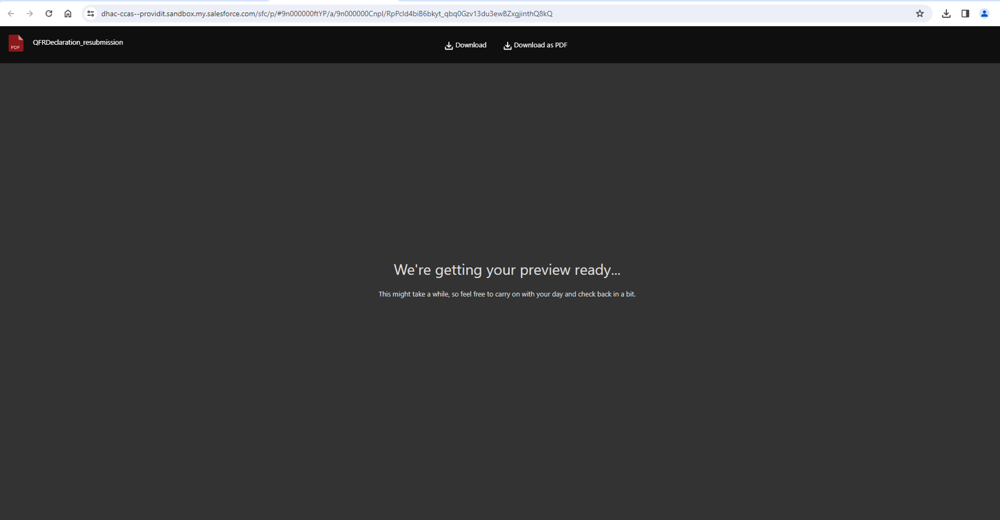 dhac-ccas--providit.sandbox.my.salesforce.com/sfc/p/#9n000000ftYP/a/9n000000CnpI/RpPcId4biB6bkyt_qbq0Gzv13du3ewBZxgjinthQ8kQ
PDF
QFRDeclaration_resubmission
Download
Download as PDF
We're getting your preview ready...
This might take a while, so feel free to carry on with your day and check back in a bit.